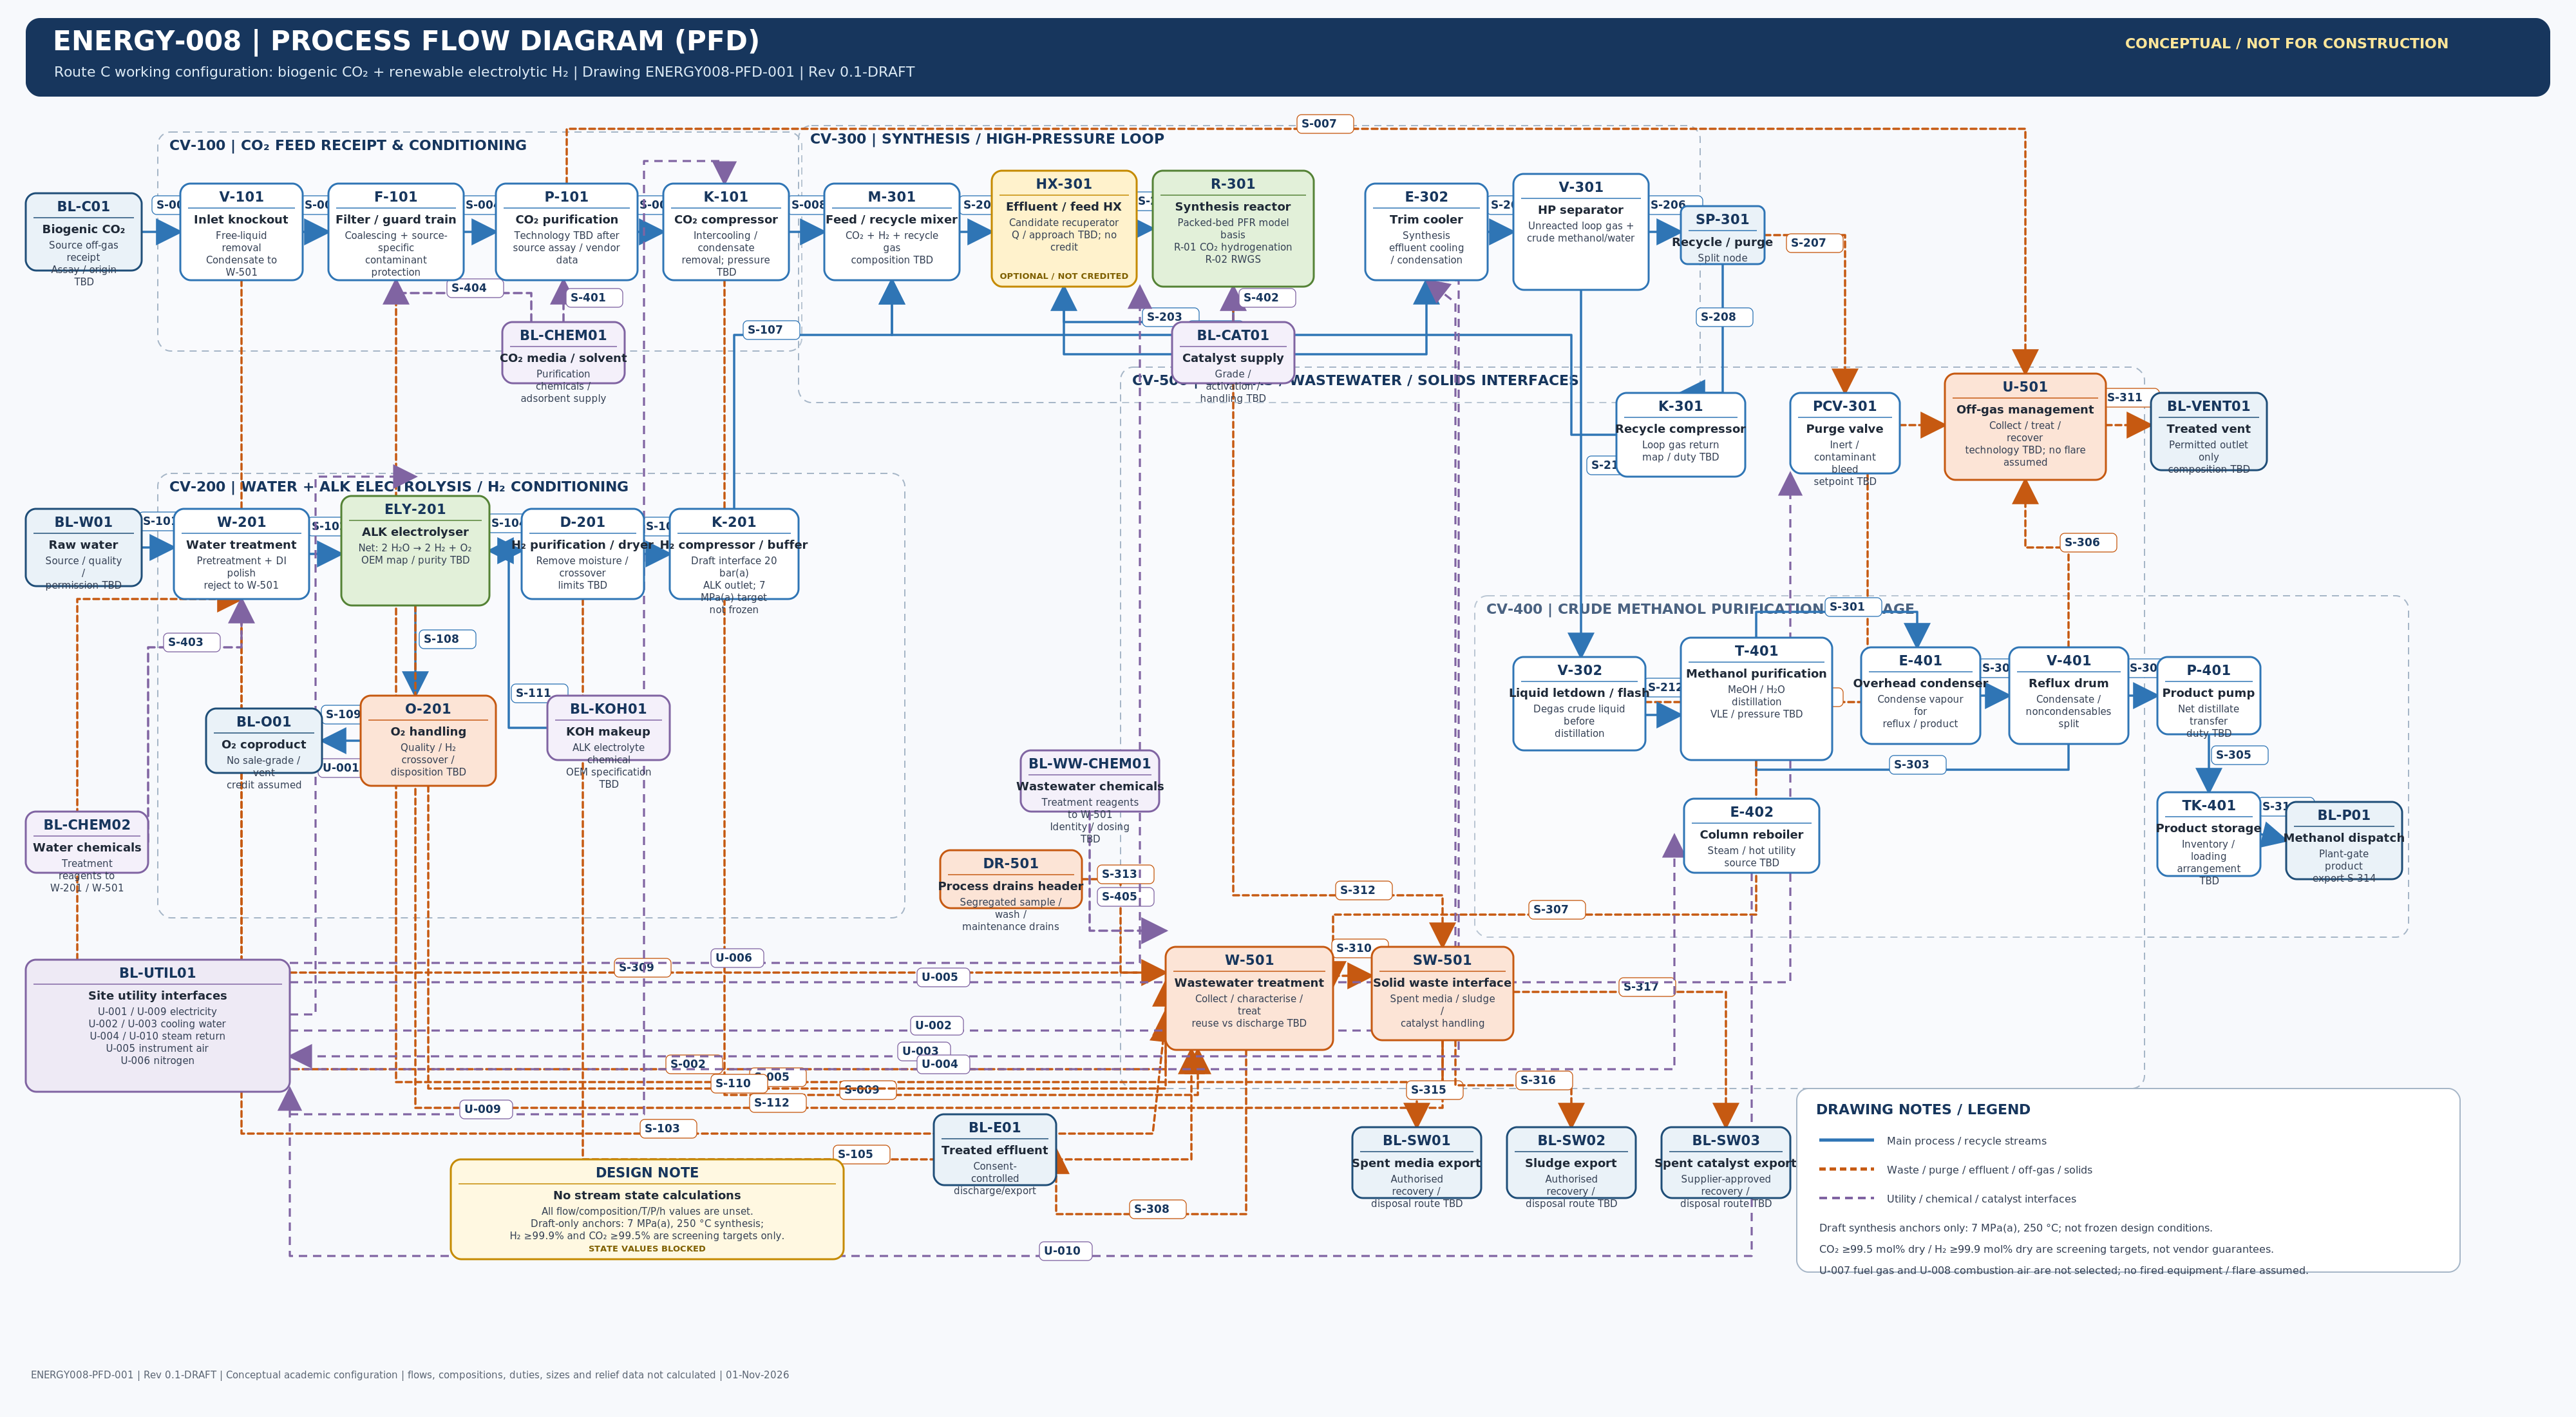 ENERGY-008 | PROCESS FLOW DIAGRAM (PFD)
CONCEPTUAL / NOT FOR CONSTRUCTION
Route C working configuration: biogenic CO₂ + renewable electrolytic H₂ | Drawing ENERGY008-PFD-001 | Rev 0.1-DRAFT
S-007
CV-100 | CO₂ FEED RECEIPT & CONDITIONING
CV-300 | SYNTHESIS / HIGH-PRESSURE LOOP
BL-C01
Biogenic CO₂
Source off-gas
receipt
Assay / origin
TBD
V-101
Inlet knockout
Free-liquid
removal
Condensate to
W-501
F-101
Filter / guard train
Coalescing + source-
specific
contaminant
protection
S-004
P-101
CO₂ purification
Technology TBD after
source assay / vendor
data
K-101
CO₂ compressor
Intercooling /
condensate
removal; pressure
TBD
S-008
M-301
Feed / recycle mixer
CO₂ + H₂ + recycle
gas
composition TBD
HX-301
Effluent / feed HX
Candidate recuperator
Q / approach TBD; no
credit
OPTIONAL / NOT CREDITED
R-301
Synthesis reactor
Packed-bed PFR model
basis
R-01 CO₂ hydrogenation
R-02 RWGS
E-302
Trim cooler
Synthesis
effluent cooling
/ condensation
V-301
HP separator
Unreacted loop gas +
crude methanol/water
S-206
SP-301
Recycle / purge
Split node
S-207
S-404
S-401
S-402
S-203
S-208
S-107
BL-CHEM01
CO₂ media / solvent
Purification
chemicals /
adsorbent supply
BL-CAT01
Catalyst supply
Grade /
activation /
handling TBD
/ WASTEWATER / SOLIDS INTERFACES
K-301
Recycle compressor
Loop gas return
map / duty TBD
PCV-301
Purge valve
Inert /
contaminant
bleed
setpoint TBD
U-501
Off-gas management
Collect / treat /
recover
technology TBD; no flare
assumed
S-311
BL-VENT01
Treated vent
Permitted outlet
only
composition TBD
CV-200 | WATER + ALK ELECTROLYSIS / H₂ CONDITIONING
BL-W01
Raw water
Source / quality
/
permission TBD
S-101
W-201
Water treatment
Pretreatment + DI
polish
reject to W-501
ELY-201
ALK electrolyser
Net: 2 H₂O → 2 H₂ + O₂
OEM map / purity TBD
S-104
D-201
H₂ purification / dryer
Remove moisture /
crossover
limits TBD
K-201
H₂ compressor / buffer
Draft interface 20
bar(a)
ALK outlet; 7
MPa(a) target
not frozen
S-306
S-403
S-108
S-111
CV-400 | CRUDE METHANOL PURIFICATION
S-301
V-302
Liquid letdown / flash
Degas crude liquid
before
distillation
S-212
T-401
Methanol purification
MeOH / H₂O
distillation
VLE / pressure TBD
E-401
Overhead condenser
Condense vapour
for
reflux / product
V-401
Reflux drum
Condensate /
noncondensables
split
P-401
Product pump
Net distillate
transfer
duty TBD
S-303
S-305
BL-O01
O₂ coproduct
No sale-grade /
vent
credit assumed
S-109
U-001
O-201
O₂ handling
Quality / H₂
crossover /
disposition TBD
BL-KOH01
KOH makeup
ALK electrolyte
chemical
OEM specification
TBD
BL-WW-CHEM01
Wastewater chemicals
Treatment reagents
to W-501
Identity / dosing
TBD
E-402
Column reboiler
Steam / hot utility
source TBD
TK-401
Product storage
Inventory /
loading
arrangement
TBD
BL-P01
Methanol dispatch
Plant-gate
product
export S-314
BL-CHEM02
Water chemicals
Treatment
reagents to
W-201 / W-501
DR-501
Process drains header
Segregated sample /
wash /
maintenance drains
S-313
S-405
S-312
S-307
S-310
BL-UTIL01
Site utility interfaces
U-001 / U-009 electricity
U-002 / U-003 cooling water
U-004 / U-010 steam return
U-005 instrument air
U-006 nitrogen
S-309
U-006
U-005
W-501
Wastewater treatment
Collect / characterise /
treat
reuse vs discharge TBD
SW-501
Solid waste interface
Spent media / sludge
/
catalyst handling
S-317
U-002
U-003
U-004
S-002
S-110
S-009
S-112
U-009
S-103
S-105
S-315
S-316
BL-E01
Treated effluent
Consent-
controlled
discharge/export
S-308
U-010
BL-SW01
Spent media export
Authorised
recovery /
disposal route TBD
BL-SW02
Sludge export
Authorised
recovery /
disposal route TBD
BL-SW03
Spent catalyst export
Supplier-approved
recovery /
disposal route TBD
DESIGN NOTE
No stream state calculations
All flow/composition/T/P/h values are unset.
Draft-only anchors: 7 MPa(a), 250 °C synthesis;
H₂ ≥99.9% and CO₂ ≥99.5% are screening targets only.
STATE VALUES BLOCKED
DRAWING NOTES / LEGEND
Main process / recycle streams
Waste / purge / effluent / off-gas / solids
Utility / chemical / catalyst interfaces
Draft synthesis anchors only: 7 MPa(a), 250 °C; not frozen design conditions.
CO₂ ≥99.5 mol% dry / H₂ ≥99.9 mol% dry are screening targets, not vendor guarantees.
U-007 fuel gas and U-008 combustion air are not selected; no fired equipment / flare assumed.
ENERGY008-PFD-001 | Rev 0.1-DRAFT | Conceptual academic configuration | flows, compositions, duties, sizes and relief data not calculated | 01-Nov-2026